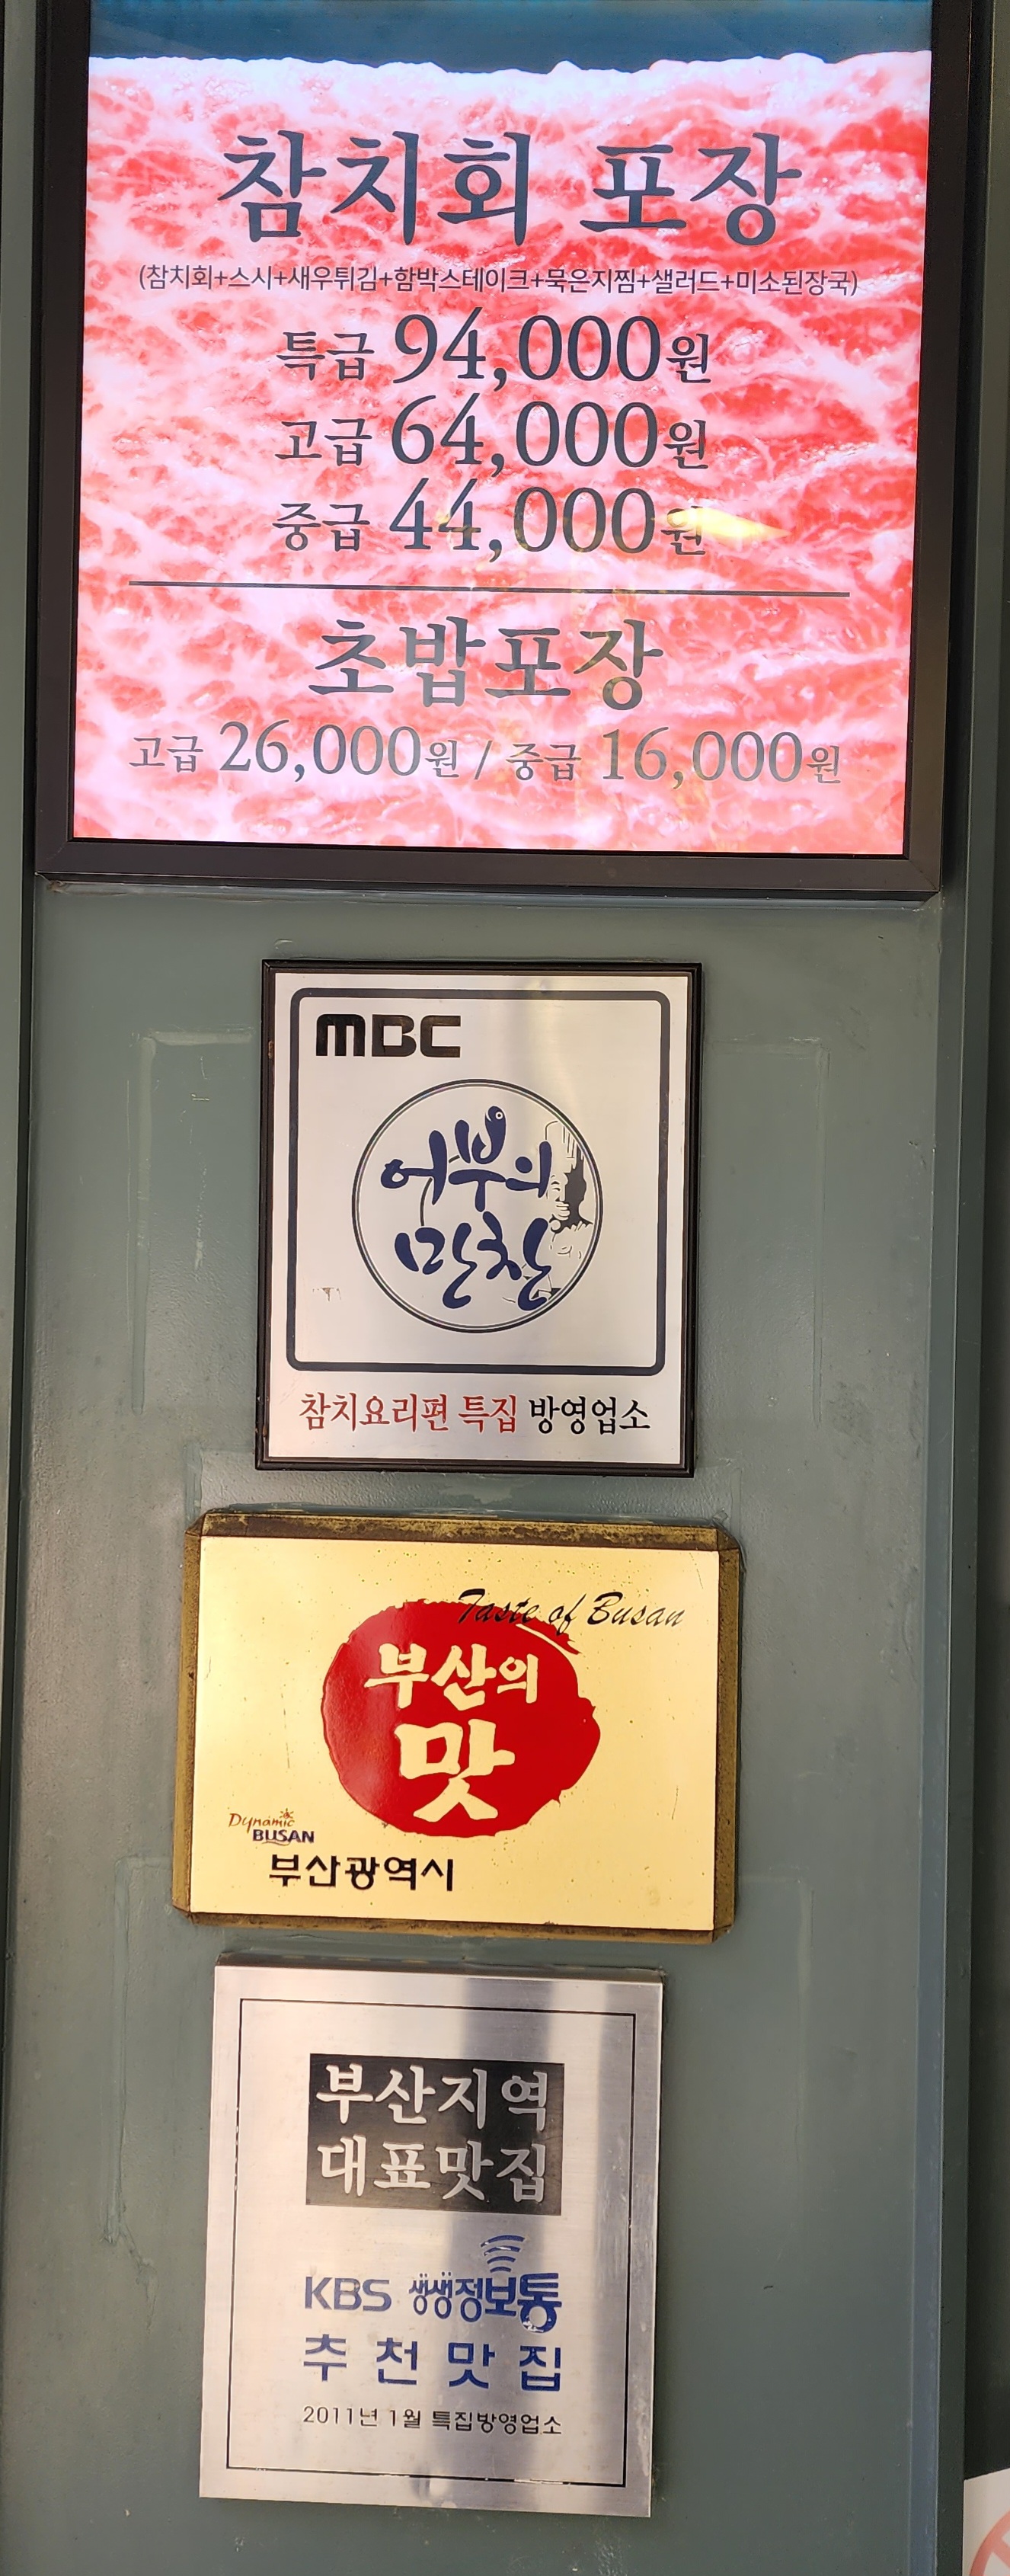 참치회 포장
(참치회+스시+새우튀김+함박스테이크+묵은지찜+샐러드+미소된장국)
특급 94,000원
고급 64,000원
중급 44,000원
초밥포장
고급 26,000원 / 중급 16,000원
MBC
어부의
만찬
참치요리편 특집 방영업소
Taste of Busan
부산의
맛
Dynamic
BUSAN
부산광역시
부산지역
대표맛집
KBS 생생정보통
추천맛집
2011년 1월 특집방영업소